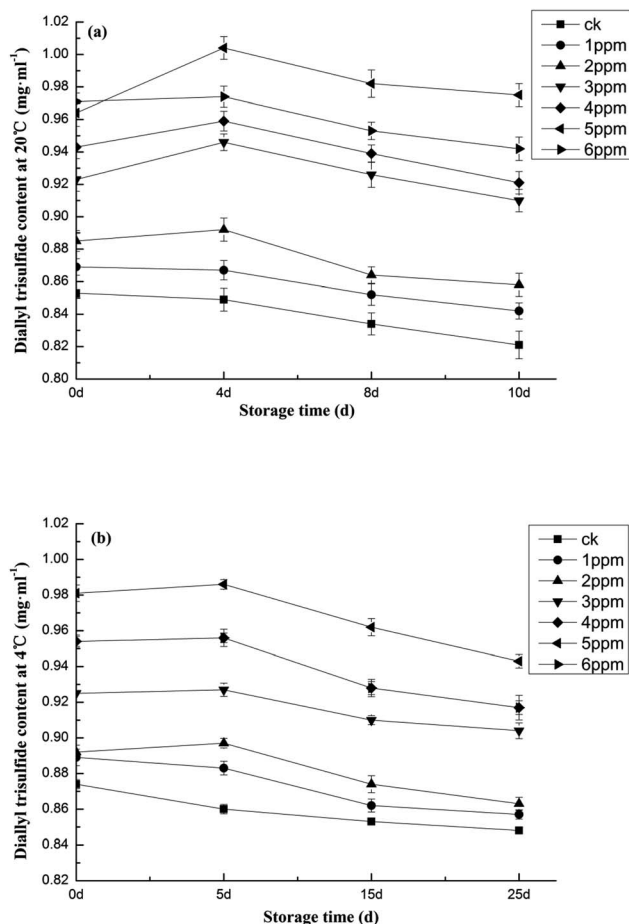 (a)
ck
1ppm
2ppm
3ppm
4ppm
5ppm
6ppm
Diallyl trisulfide content at 20℃ (mg·ml⁻¹)
1.02
1.00
0.98
0.96
0.94
0.92
0.90
0.88
0.86
0.84
0.82
0.80
0d
4d
8d
10d
Storage time (d)
(b)
ck
1ppm
2ppm
3ppm
4ppm
5ppm
6ppm
Diallyl trisulfide content at 4℃ (mg·ml⁻¹)
1.02
1.00
0.98
0.96
0.94
0.92
0.90
0.88
0.86
0.84
0.82
0d
5d
15d
25d
Storage time (d)